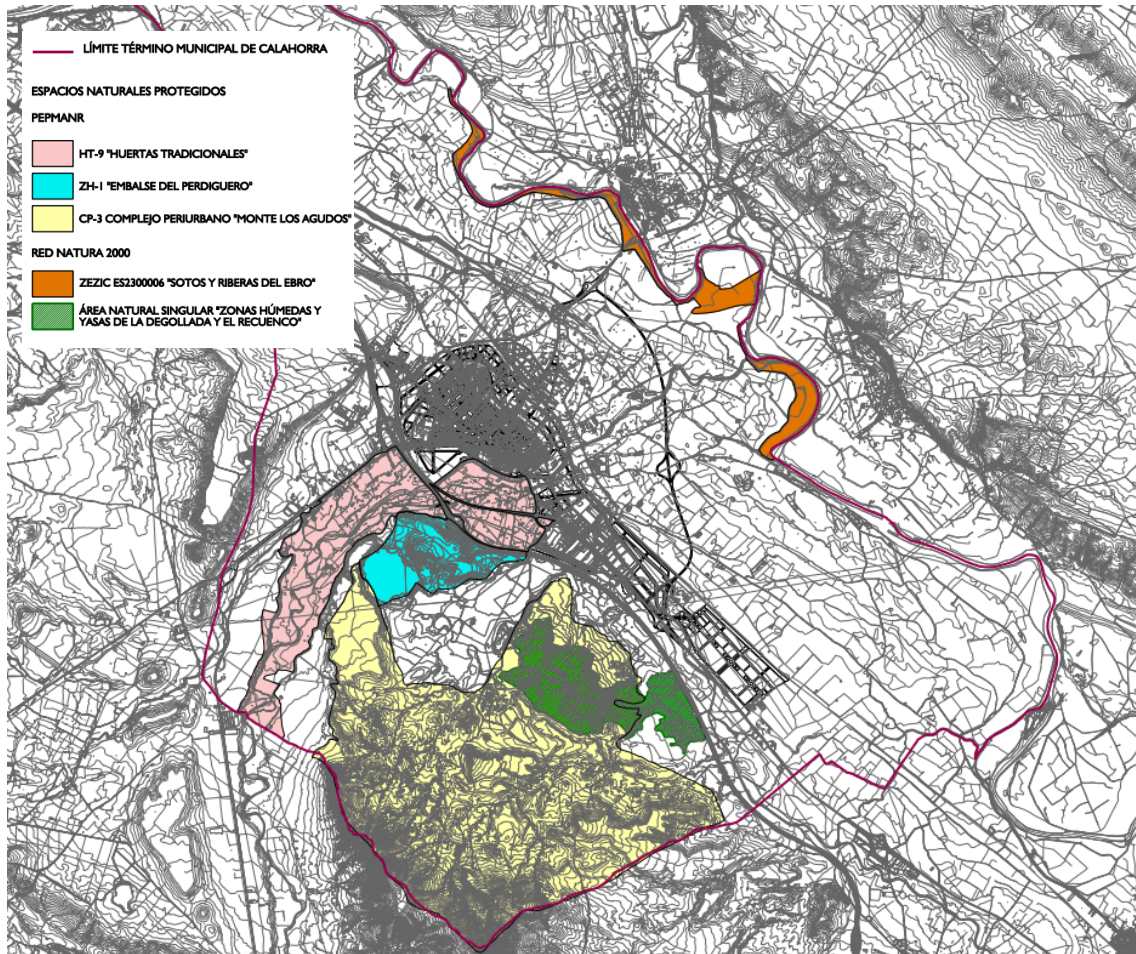 LÍMITE TÉRMINO MUNICIPAL DE CALAHORRA
ESPACIOS NATURALES PROTEGIDOS
PEPMANR
HT-9 "HUERTAS TRADICIONALES"
ZH-1 "EMBALSE DEL PERDIGUERO"
CP-3 COMPLEJO PERIURBANO "MONTE LOS AGUDOS"
RED NATURA 2000
ZEZIC ES2300006 "SOTOS Y RIBERAS DEL EBRO"
ÁREA NATURAL SINGULAR "ZONAS HÚMEDAS Y
YASAS DE LA DEGOLLADA Y EL RECUENCO"